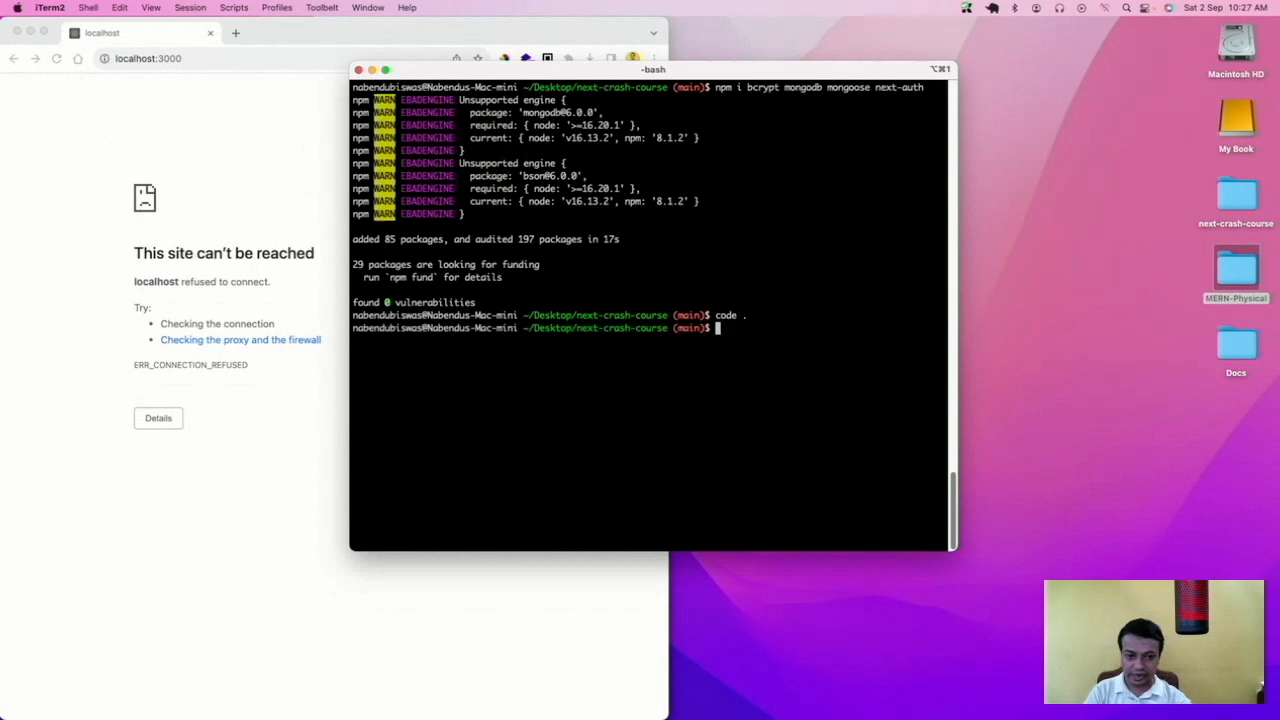 iTerm2 Shell Edit View Session Scripts Profiles Toolbelt Window Help
Sat 2 Sep 10:27 AM
localhost
localhost:3000
This site can't be reached
localhost refused to connect.
Try:
• Checking the connection
• Checking the proxy and the firewall
ERR_CONNECTION_REFUSED
Details
-bash
⌥⌘1
nabendubiswas@Nabendus-Mac-mini ~/Desktop/next-crash-course (main)$ npm i bcrypt mongodb mongoose next-auth
npm WARN EBADENGINE Unsupported engine {
npm WARN EBADENGINE   package: 'mongodb@6.0.0',
npm WARN EBADENGINE   required: { node: '>=16.20.1' },
npm WARN EBADENGINE   current: { node: 'v16.13.2', npm: '8.1.2' }
npm WARN EBADENGINE }
npm WARN EBADENGINE Unsupported engine {
npm WARN EBADENGINE   package: 'bson@6.0.0',
npm WARN EBADENGINE   required: { node: '>=16.20.1' },
npm WARN EBADENGINE   current: { node: 'v16.13.2', npm: '8.1.2' }
npm WARN EBADENGINE }
added 85 packages, and audited 197 packages in 17s
29 packages are looking for funding
run `npm fund` for details
found 0 vulnerabilities
nabendubiswas@Nabendus-Mac-mini ~/Desktop/next-crash-course (main)$ code .
nabendubiswas@Nabendus-Mac-mini ~/Desktop/next-crash-course (main)$
Macintosh HD
My Book
next-crash-course
MERN-Physical
Docs